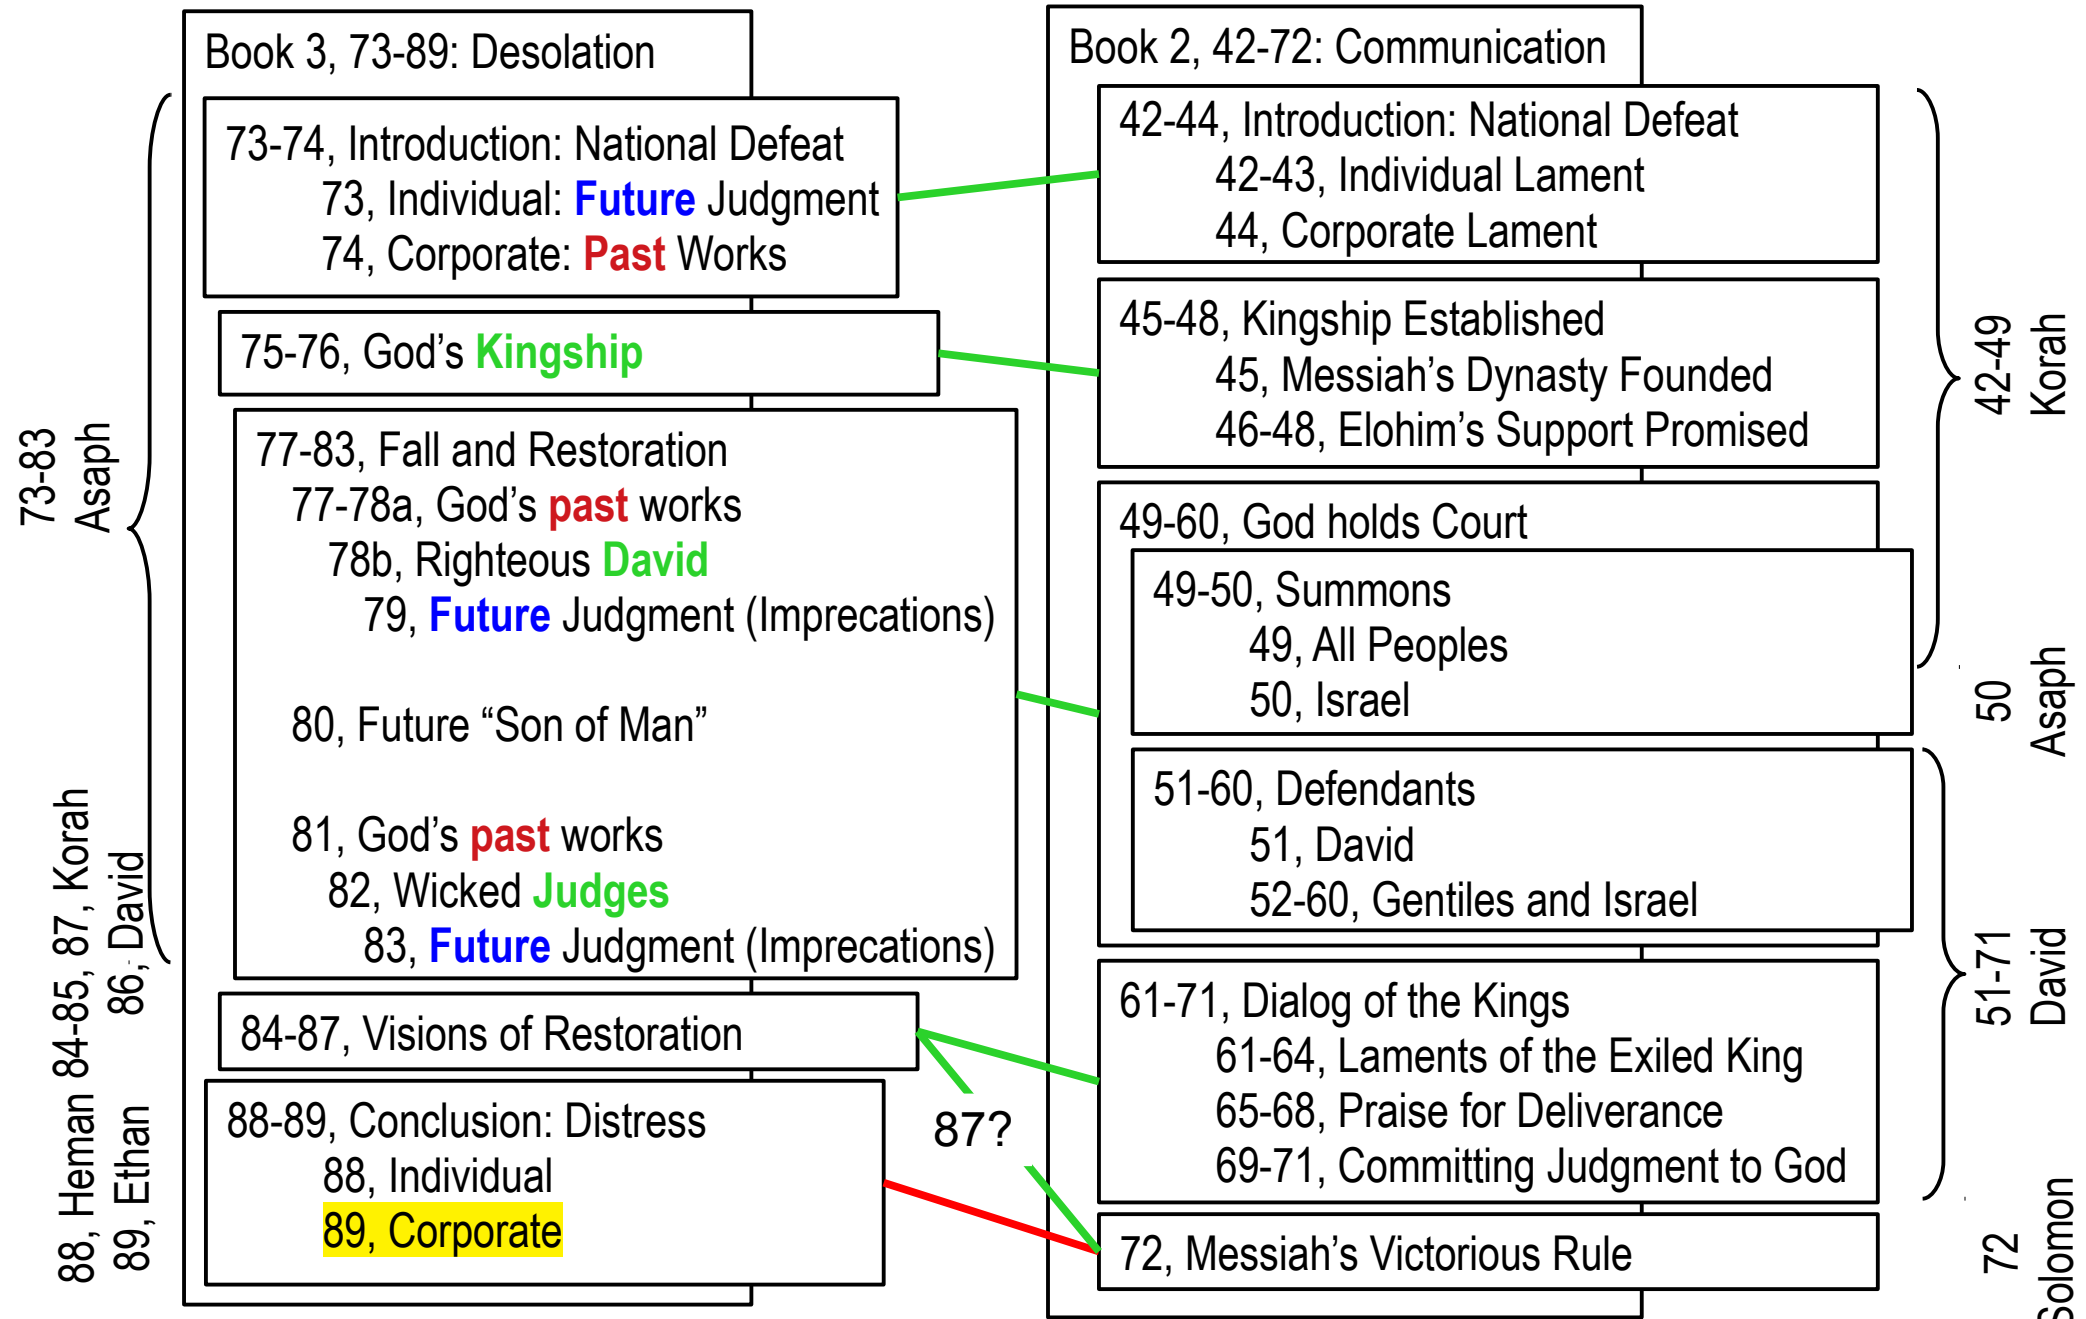 Book 3, 73-89: Desolation
73-74, Introduction: National Defeat
73, Individual: Future Judgment
74, Corporate: Past Works
75-76, God’s Kingship
77-83, Fall and Restoration
77-78a, God’s past works
78b, Righteous David
79, Future Judgment (Imprecations)
80, Future “Son of Man”
81, God’s past works
82, Wicked Judges
83, Future Judgment (Imprecations)
84-87, Visions of Restoration
88-89, Conclusion: Distress
88, Individual
89, Corporate
73-83
Asaph
84-85, 87, Korah
86, David
88, Heman
89, Ethan
87?
Book 2, 42-72: Communication
42-44, Introduction: National Defeat
42-43, Individual Lament
44, Corporate Lament
45-48, Kingship Established
45, Messiah’s Dynasty Founded
46-48, Elohim’s Support Promised
49-60, God holds Court
49-50, Summons
49, All Peoples
50, Israel
51-60, Defendants
51, David
52-60, Gentiles and Israel
61-71, Dialog of the Kings
61-64, Laments of the Exiled King
65-68, Praise for Deliverance
69-71, Committing Judgment to God
72, Messiah’s Victorious Rule
42-49
Korah
50
Asaph
51-71
David
72
Solomon